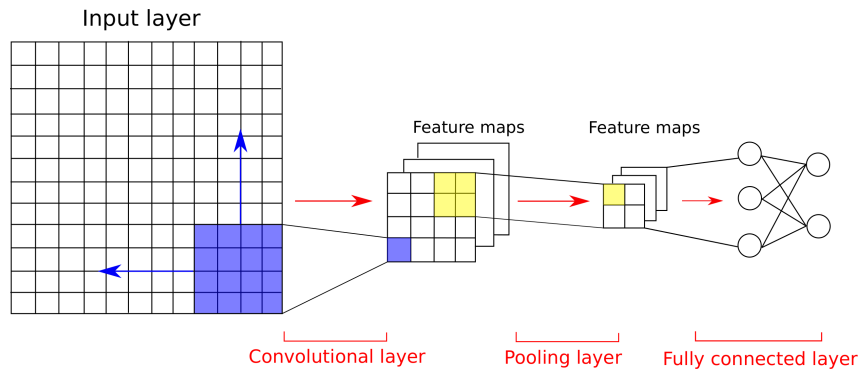 Input layer
Feature maps
Feature maps
Convolutional layer
Pooling layer
Fully connected layer